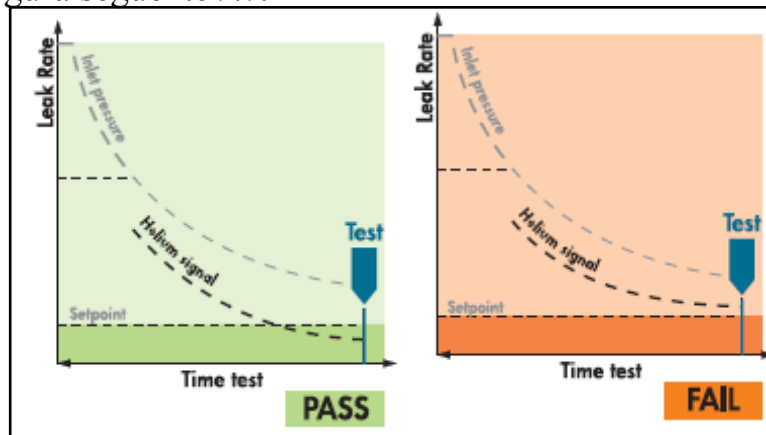 Leak Rate
Inlet pressure
Helium signal
Test
Setpoint
Time test
PASS
Leak Rate
Inlet pressure
Helium signal
Test
Setpoint
Time test
FAIL